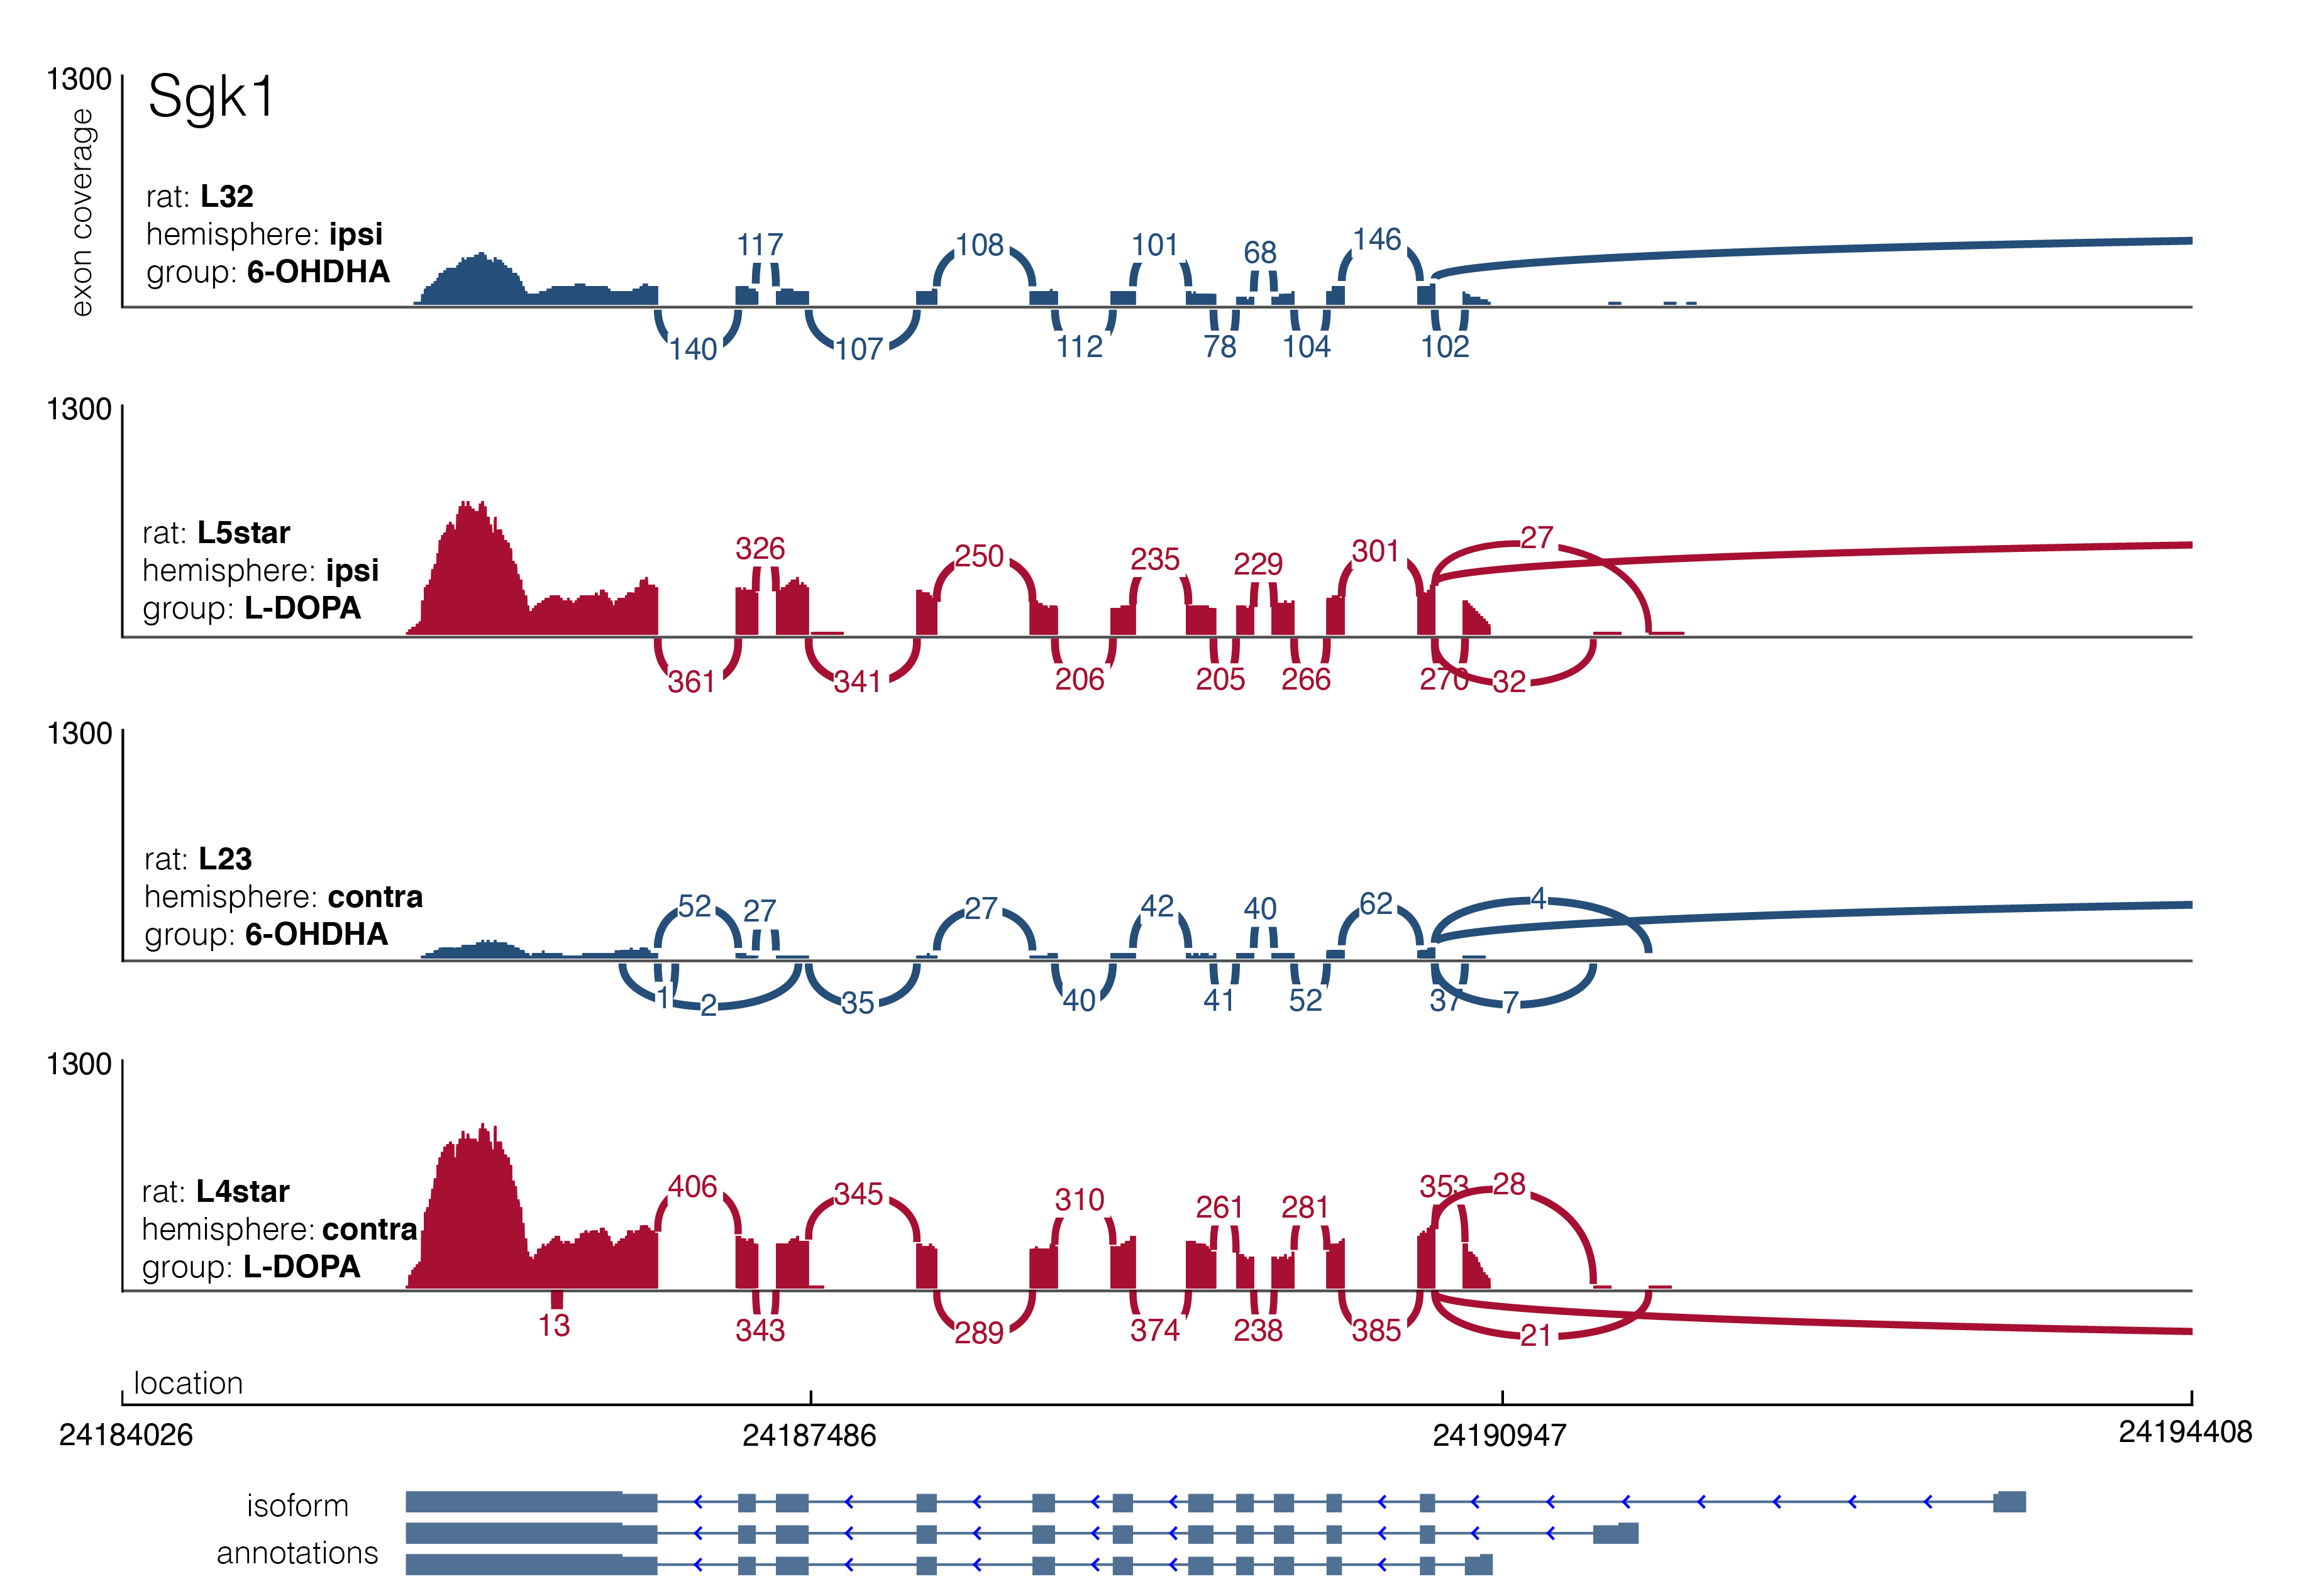 1300
Sgk1
exon coverage
rat: L32
hemisphere: ipsi
group: 6-OHDHA
117 108 101 68 146
140 107 112 78 104 102
1300
rat: L5star
hemisphere: ipsi
group: L-DOPA
326 250 235 229 301 27
361 341 206 205 266 270 32
1300
rat: L23
hemisphere: contra
group: 6-OHDHA
52 27 27 42 40 62 4
1 2 35 40 41 52 37 7
1300
rat: L4star
hemisphere: contra
group: L-DOPA
406 345 310 261 281 353 28
13 343 289 374 238 385 21
location
24184026 24187486 24190947 24194408
isoform
annotations